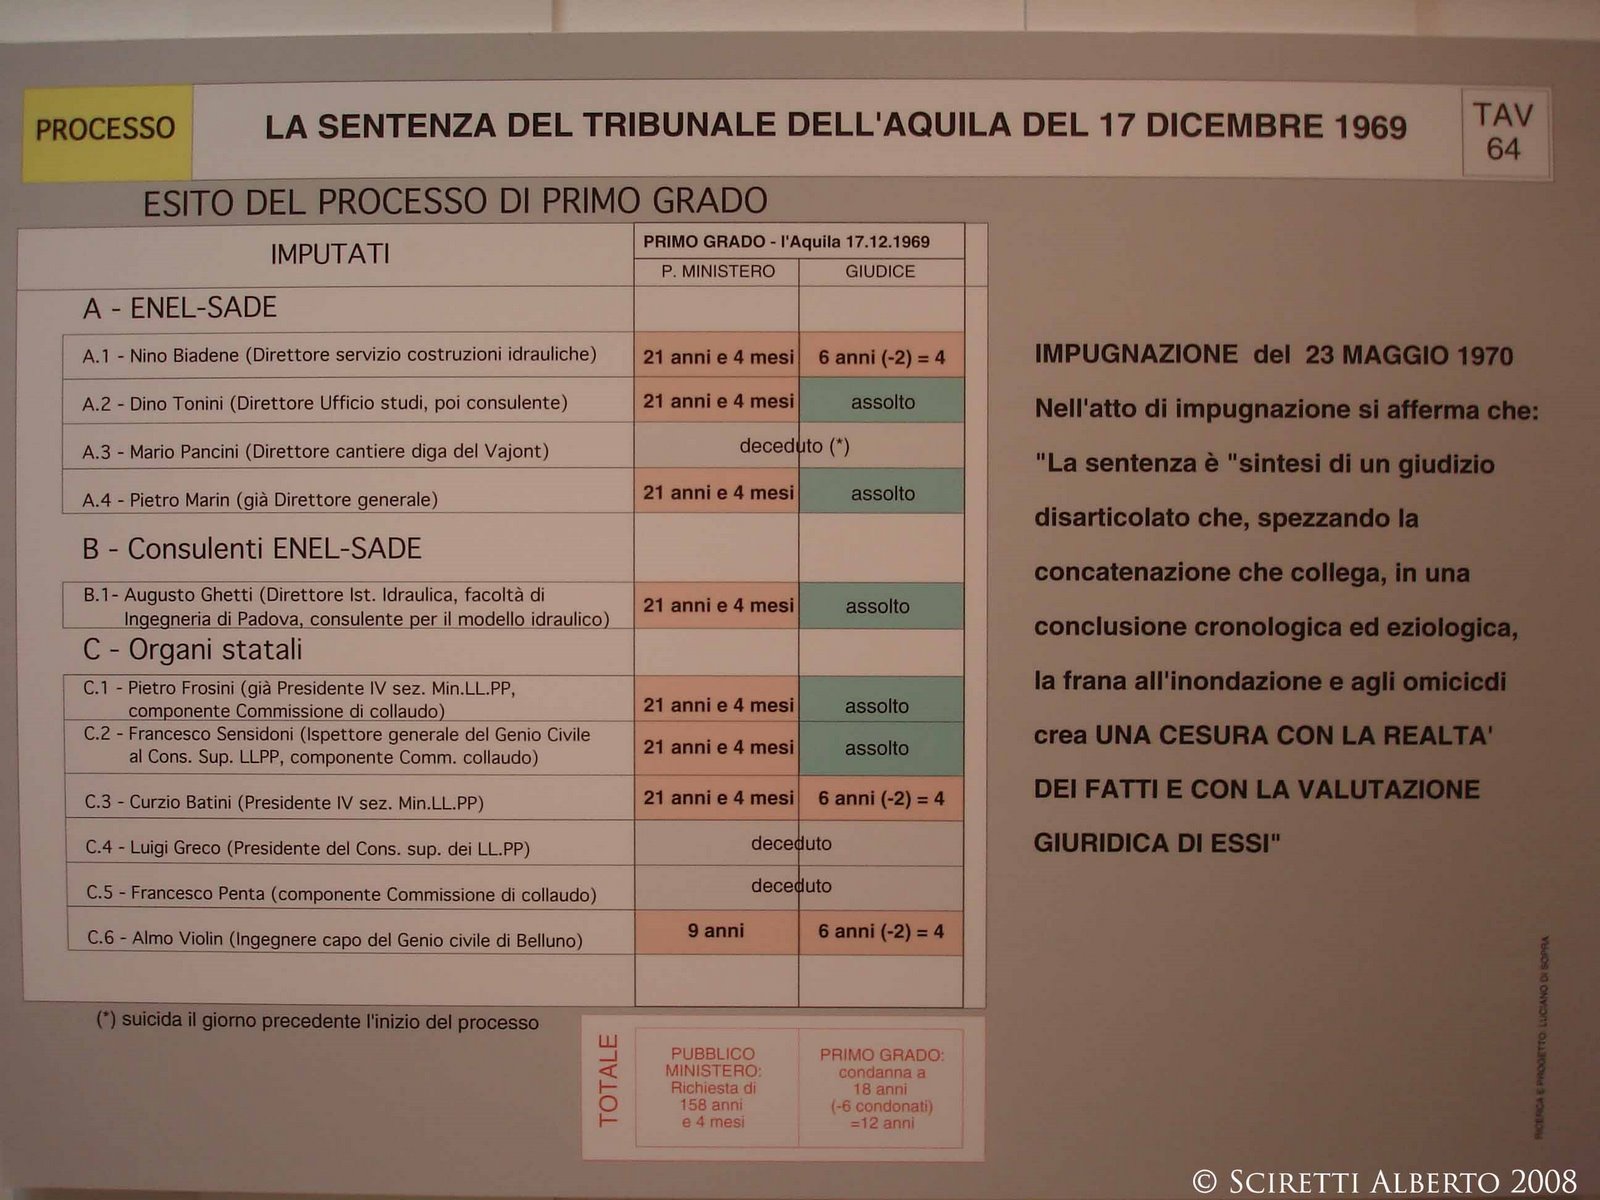 PROCESSO
LA SENTENZA DEL TRIBUNALE DELL'AQUILA DEL 17 DICEMBRE 1969
TAV
64
ESITO DEL PROCESSO DI PRIMO GRADO
IMPUTATI
PRIMO GRADO - l'Aquila 17.12.1969
P. MINISTERO GIUDICE
A - ENEL-SADE
A.1 - Nino Biadene (Direttore servizio costruzioni idrauliche) 21 anni e 4 mesi 6 anni (-2) = 4
A.2 - Dino Tonini (Direttore Ufficio studi, poi consulente) 21 anni e 4 mesi assolto
A.3 - Mario Pancini (Direttore cantiere diga del Vajont) deceduto (*)
A.4 - Pietro Marin (già Direttore generale) 21 anni e 4 mesi assolto
B - Consulenti ENEL-SADE
B.1- Augusto Ghetti (Direttore Ist. Idraulica, facoltà di
Ingegneria di Padova, consulente per il modello idraulico) 21 anni e 4 mesi assolto
C - Organi statali
C.1 - Pietro Frosini (già Presidente IV sez. Min.LL.PP,
componente Commissione di collaudo) 21 anni e 4 mesi assolto
C.2 - Francesco Sensidoni (Ispettore generale del Genio Civile
al Cons. Sup. LLPP, componente Comm. collaudo) 21 anni e 4 mesi assolto
C.3 - Curzio Batini (Presidente IV sez. Min.LL.PP) 21 anni e 4 mesi 6 anni (-2) = 4
C.4 - Luigi Greco (Presidente del Cons. sup. dei LL.PP) deceduto
C.5 - Francesco Penta (componente Commissione di collaudo) deceduto
C.6 - Almo Violin (Ingegnere capo del Genio civile di Belluno) 9 anni 6 anni (-2) = 4
(*) suicida il giorno precedente l'inizio del processo
TOTALE
PUBBLICO
MINISTERO:
Richiesta di
158 anni
e 4 mesi
PRIMO GRADO:
condanna a
18 anni
(-6 condonati)
=12 anni
IMPUGNAZIONE del 23 MAGGIO 1970
Nell'atto di impugnazione si afferma che:
"La sentenza è "sintesi di un giudizio
disarticolato che, spezzando la
concatenazione che collega, in una
conclusione cronologica ed eziologica,
la frana all'inondazione e agli omicicdi
crea UNA CESURA CON LA REALTA'
DEI FATTI E CON LA VALUTAZIONE
GIURIDICA DI ESSI"
RICERCA E PROGETTO: LUCIANO DI SOPRA
© SCIRETTI ALBERTO 2008